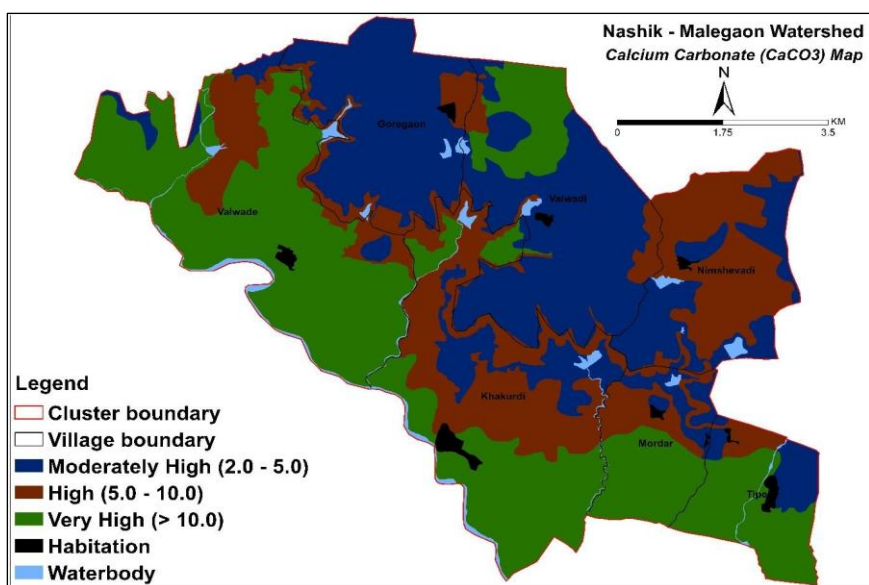 Nashik - Malegaon Watershed
Calcium Carbonate (CaCO3) Map
N
KM
0 1.75 3.5
Goregaon
Valwade
Valwadi
Nimshevadi
Khakurdi
Mordar
Tipe
Legend
Cluster boundary
Village boundary
Moderately High (2.0 - 5.0)
High (5.0 - 10.0)
Very High (> 10.0)
Habitation
Waterbody